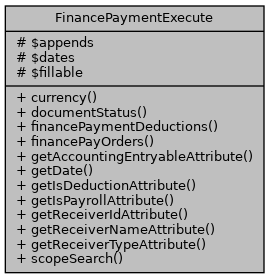 FinancePaymentExecute
# $appends
# $dates
# $fillable
+ currency()
+ documentStatus()
+ financePaymentDeductions()
+ financePayOrders()
+ getAccountingEntryableAttribute()
+ getDate()
+ getIsDeductionAttribute()
+ getIsPayrollAttribute()
+ getReceiverIdAttribute()
+ getReceiverNameAttribute()
+ getReceiverTypeAttribute()
+ scopeSearch()